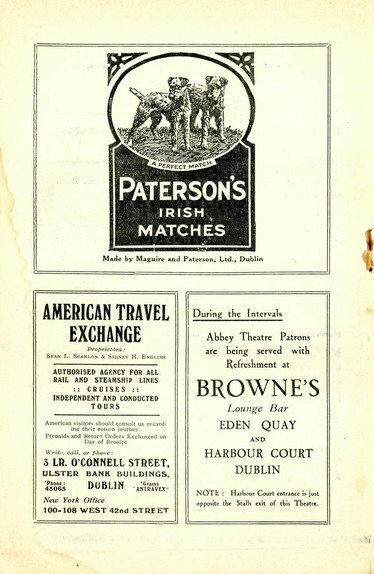 A PERFECT MATCH
PATERSON'S
IRISH
MATCHES
Made by Maguire and Paterson, Ltd., Dublin
AMERICAN TRAVEL
EXCHANGE
Proprietors:
SEAN L. SCANLON & SIDNEY H. ENGLISH
AUTHORISED AGENCY FOR ALL
RAIL AND STEAMSHIP LINES
:: CRUISES ::
INDEPENDENT AND CONDUCTED
TOURS
American visitors should consult us regard-
ing their return journey.
Prepaids and Return Orders Exchanged on
Day of Receipt.
Write, call, or phone:
3 LR. O'CONNELL STREET,
ULSTER BANK BUILDINGS,
'Phone: 45065 DUBLIN 'Grams "ANTRAVEX"
New York Office
100-108 WEST 42nd STREET
During the Intervals
Abbey Theatre Patrons
are being served with
Refreshment at
BROWNE'S
Lounge Bar
EDEN QUAY
AND
HARBOUR COURT
DUBLIN
NOTE : Harbour Court entrance is just
opposite the Stalls exit of this Theatre.